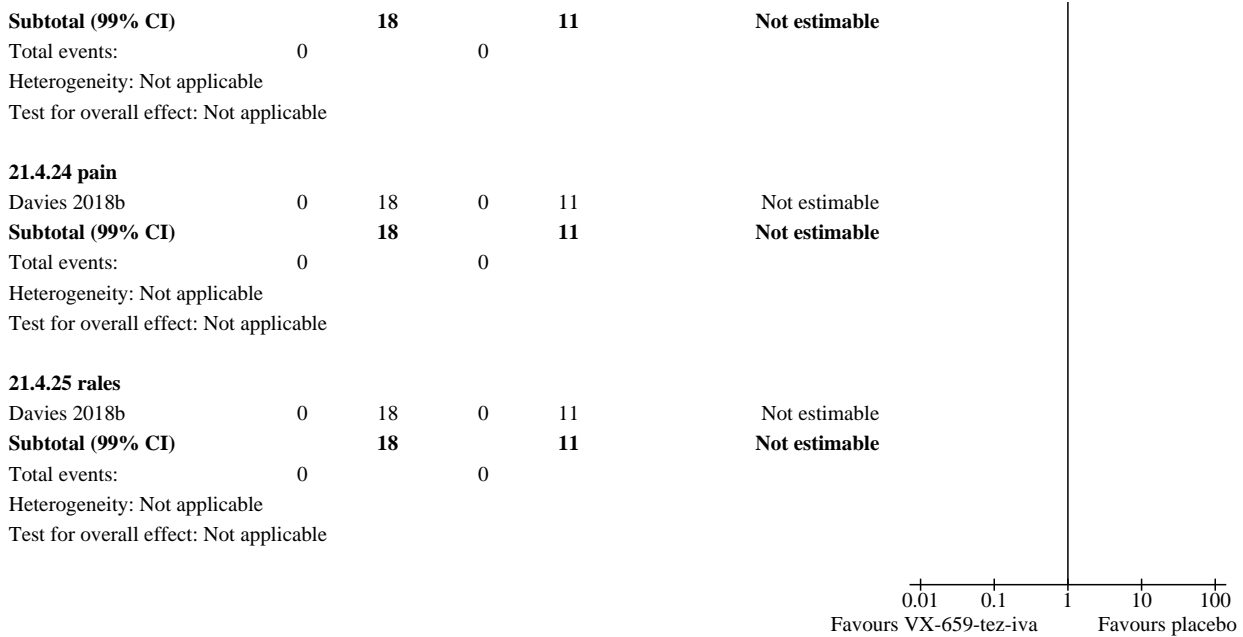 Subtotal (99% CI) 18 11 Not estimable
Total events: 0 0
Heterogeneity: Not applicable
Test for overall effect: Not applicable
21.4.24 pain
Davies 2018b 0 18 0 11 Not estimable
Subtotal (99% CI) 18 11 Not estimable
Total events: 0 0
Heterogeneity: Not applicable
Test for overall effect: Not applicable
21.4.25 rales
Davies 2018b 0 18 0 11 Not estimable
Subtotal (99% CI) 18 11 Not estimable
Total events: 0 0
Heterogeneity: Not applicable
Test for overall effect: Not applicable
0.01 0.1 1 10 100
Favours VX-659-tez-iva Favours placebo